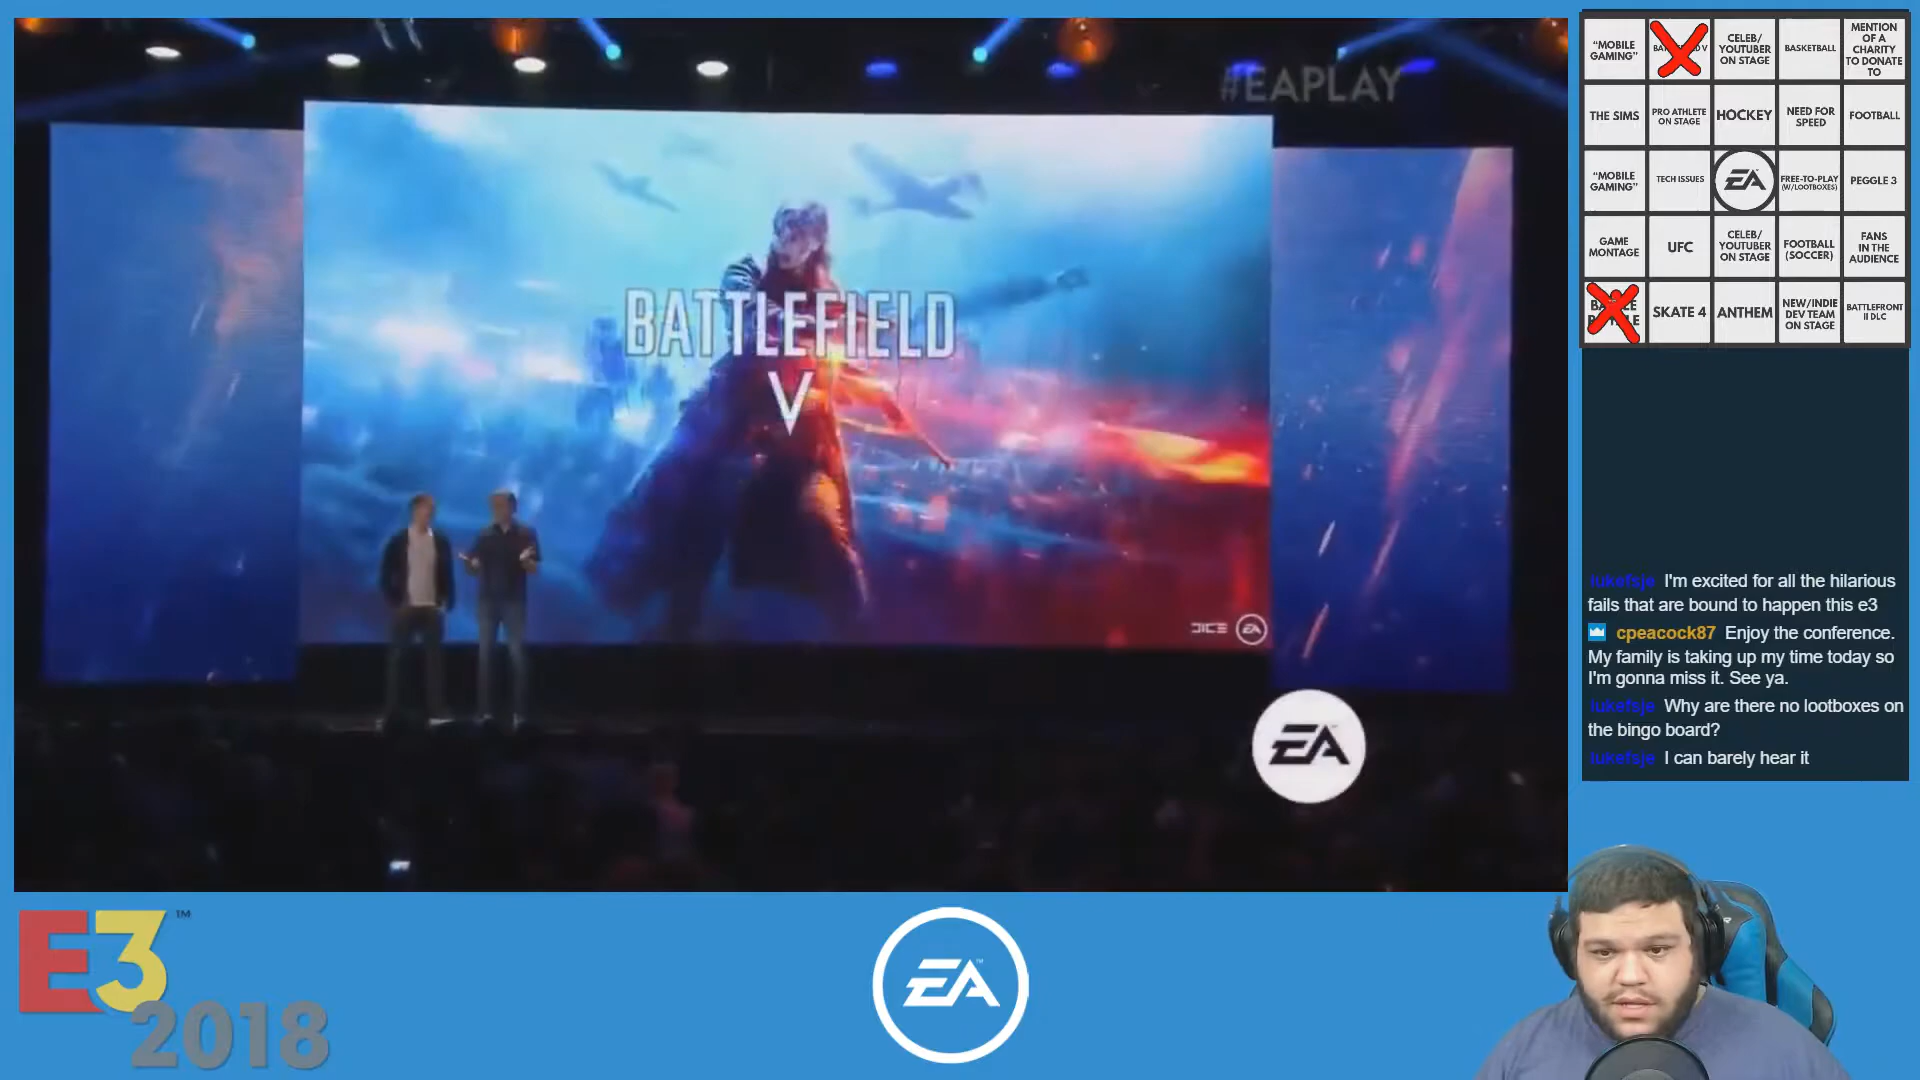 #EAPLAY
BATTLEFIELD
V
DICE EA
EA
E3™
2018
EA
"MOBILE
GAMING"
CELEB/
YOUTUBER
ON STAGE
BASKETBALL
MENTION
OF A
CHARITY
TO DONATE
TO
THE SIMS
PRO ATHLETE
ON STAGE
HOCKEY
NEED FOR
SPEED
FOOTBALL
"MOBILE
GAMING"
TECH ISSUES
EA
FREE-TO-PLAY
(W/LOOTBOXES)
PEGGLE 3
GAME
MONTAGE
UFC
CELEB/
YOUTUBER
ON STAGE
FOOTBALL
(SOCCER)
FANS
IN THE
AUDIENCE
SKATE 4
ANTHEM
NEW/INDIE
DEV TEAM
ON STAGE
BATTLEFRONT
II DLC
lukefsje I'm excited for all the hilarious
fails that are bound to happen this e3
cpeacock87 Enjoy the conference.
My family is taking up my time today so
I'm gonna miss it. See ya.
lukefsje Why are there no lootboxes on
the bingo board?
lukefsje I can barely hear it